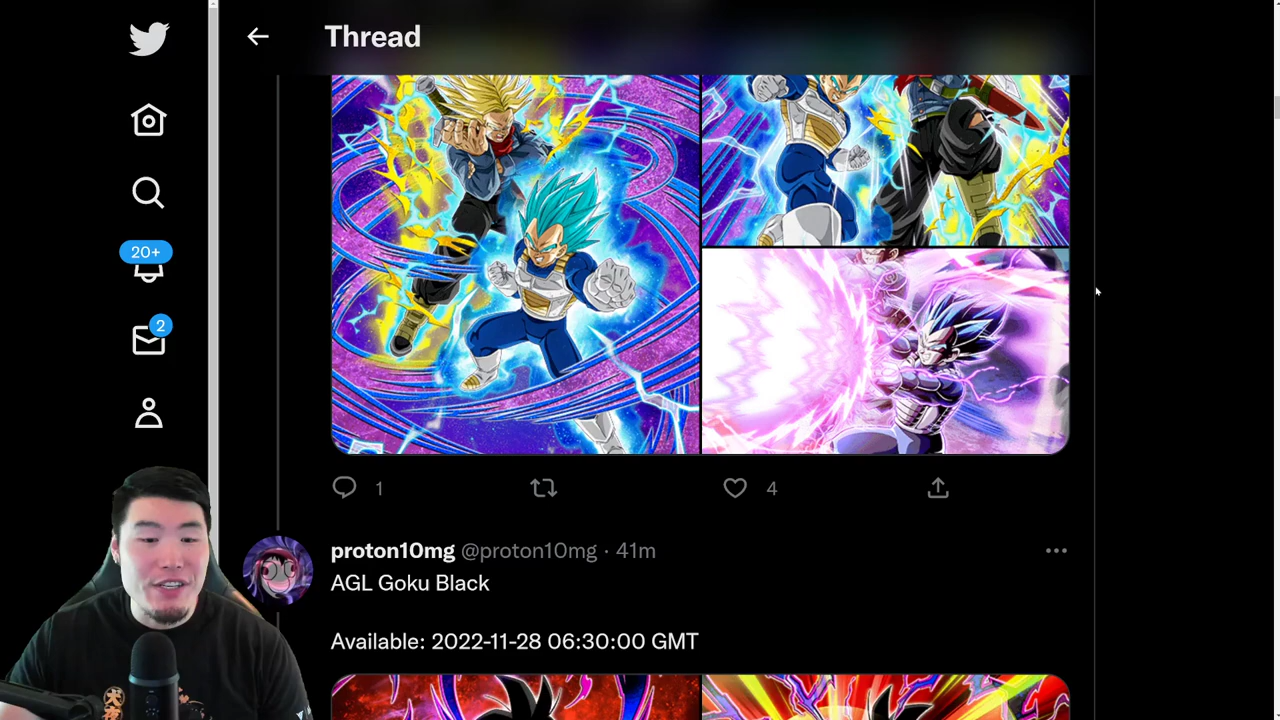 Thread
20+
2
1
4
proton10mg @proton10mg · 41m
AGL Goku Black
Available: 2022-11-28 06:30:00 GMT